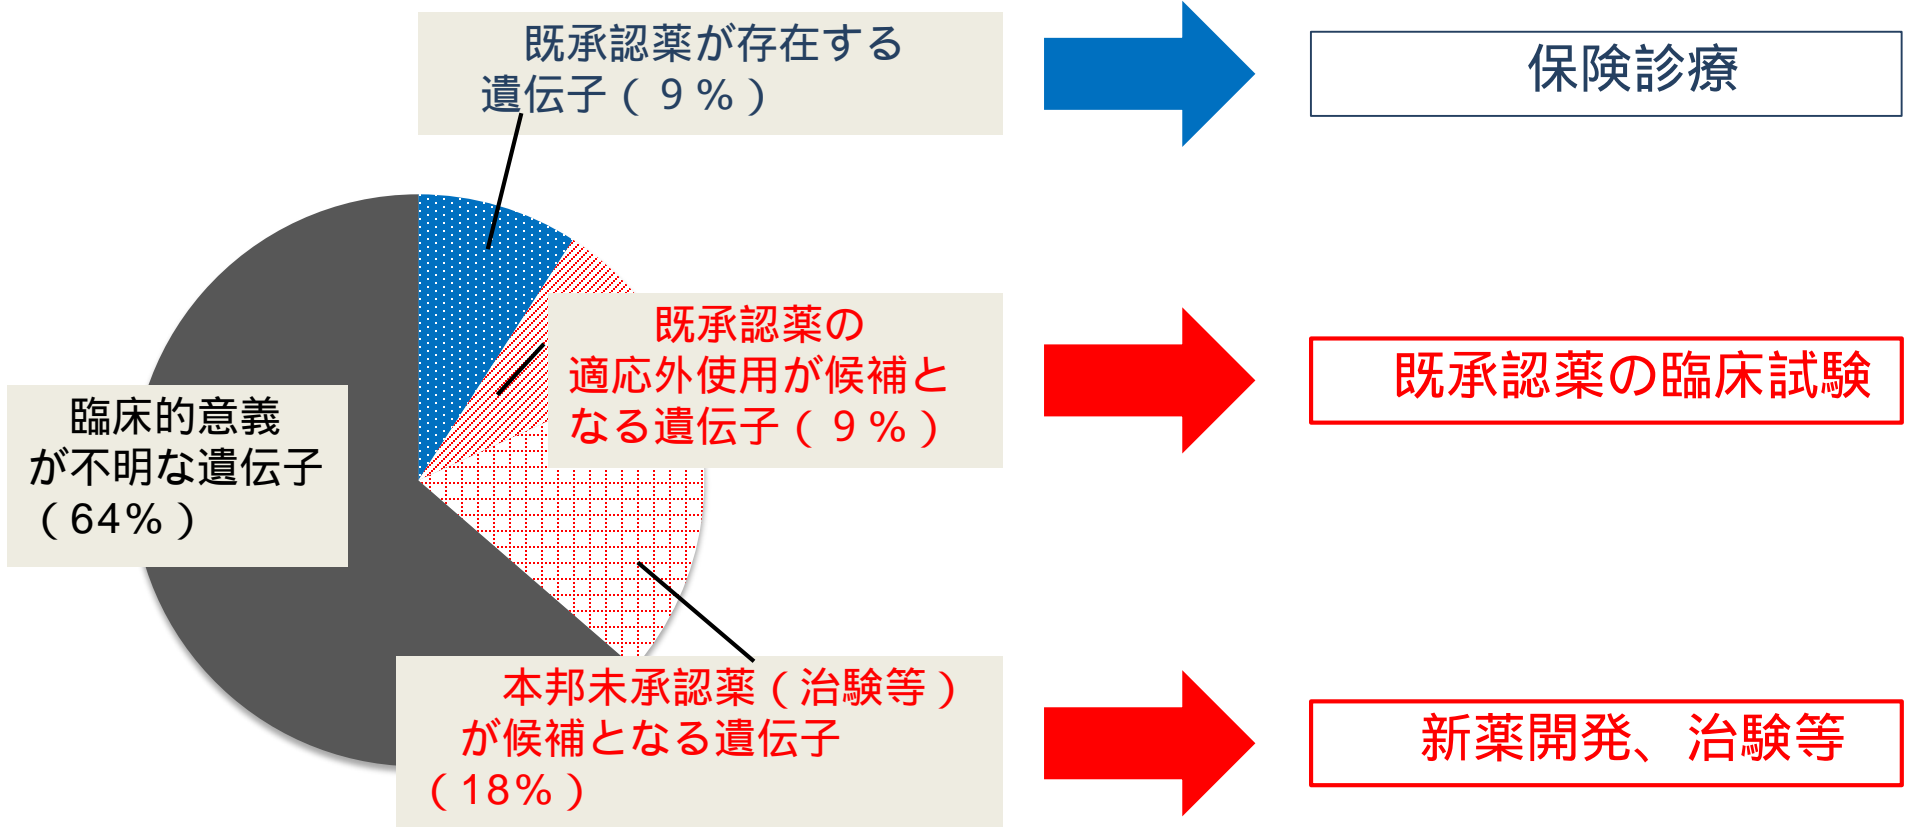 既承認薬が存在する
遺伝子（９％）
保険診療
既承認薬の
適応外使用が候補と
なる遺伝子（９％）
既承認薬の臨床試験
臨床的意義
が不明な遺伝子
（64%）
本邦未承認薬（治験等）
が候補となる遺伝子
（18%）
新薬開発、治験等